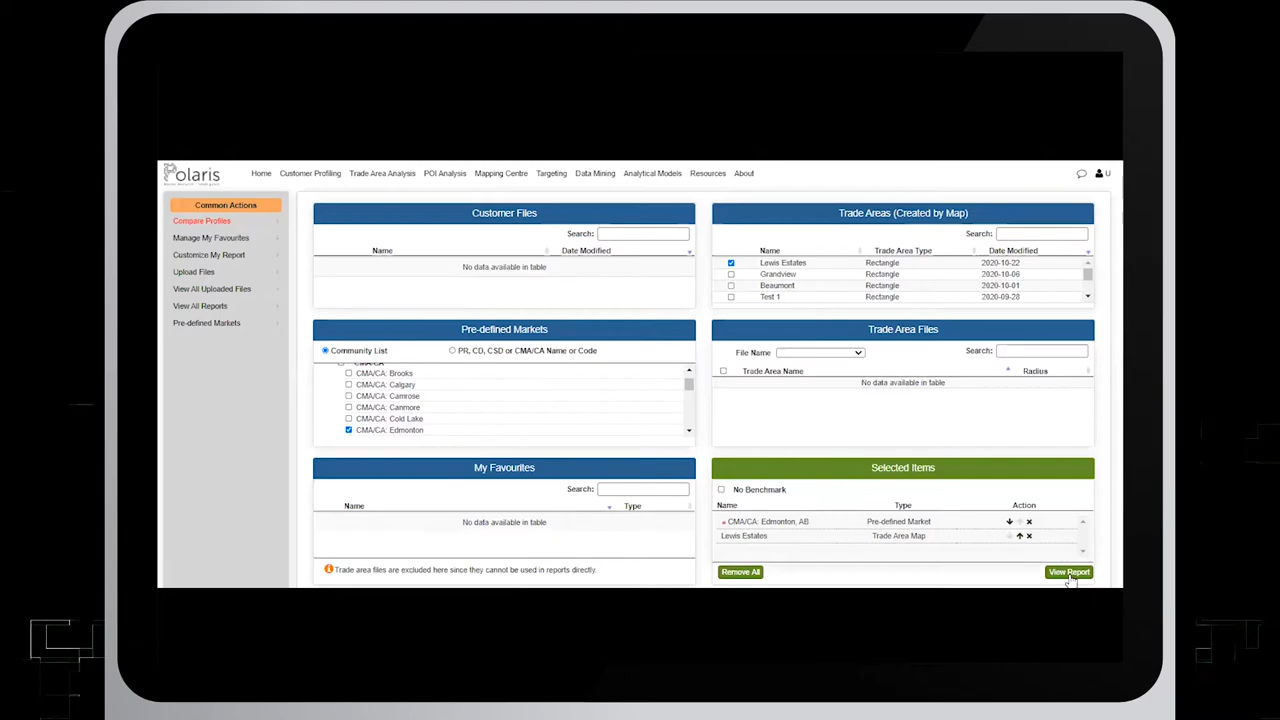 Polaris
Home Customer Profiling Trade Area Analysis POI Analysis Mapping Centre Targeting Data Mining Analytical Models Resources About U
Common Actions
Compare Profiles
Manage My Favourites
Customize My Report
Upload Files
View All Uploaded Files
View All Reports
Pre-defined Markets
Customer Files
Search:
Name Date Modified
No data available in table
Trade Areas (Created by Map)
Search:
Name Trade Area Type Date Modified
Lewis Estates Rectangle 2020-10-22
Grandview Rectangle 2020-10-06
Beaumont Rectangle 2020-10-01
Test 1 Rectangle 2020-09-28
Pre-defined Markets
Community List PR, CD, CSD or CMA/CA Name or Code
CMA/CA: Brooks
CMA/CA: Calgary
CMA/CA: Camrose
CMA/CA: Canmore
CMA/CA: Cold Lake
CMA/CA: Edmonton
Trade Area Files
File Name Search:
Trade Area Name Radius
No data available in table
My Favourites
Search:
Name Type
No data available in table
Trade area files are excluded here since they cannot be used in reports directly.
Selected Items
No Benchmark
Name Type Action
* CMA/CA: Edmonton, AB Pre-defined Market
Lewis Estates Trade Area Map
Remove All View Report